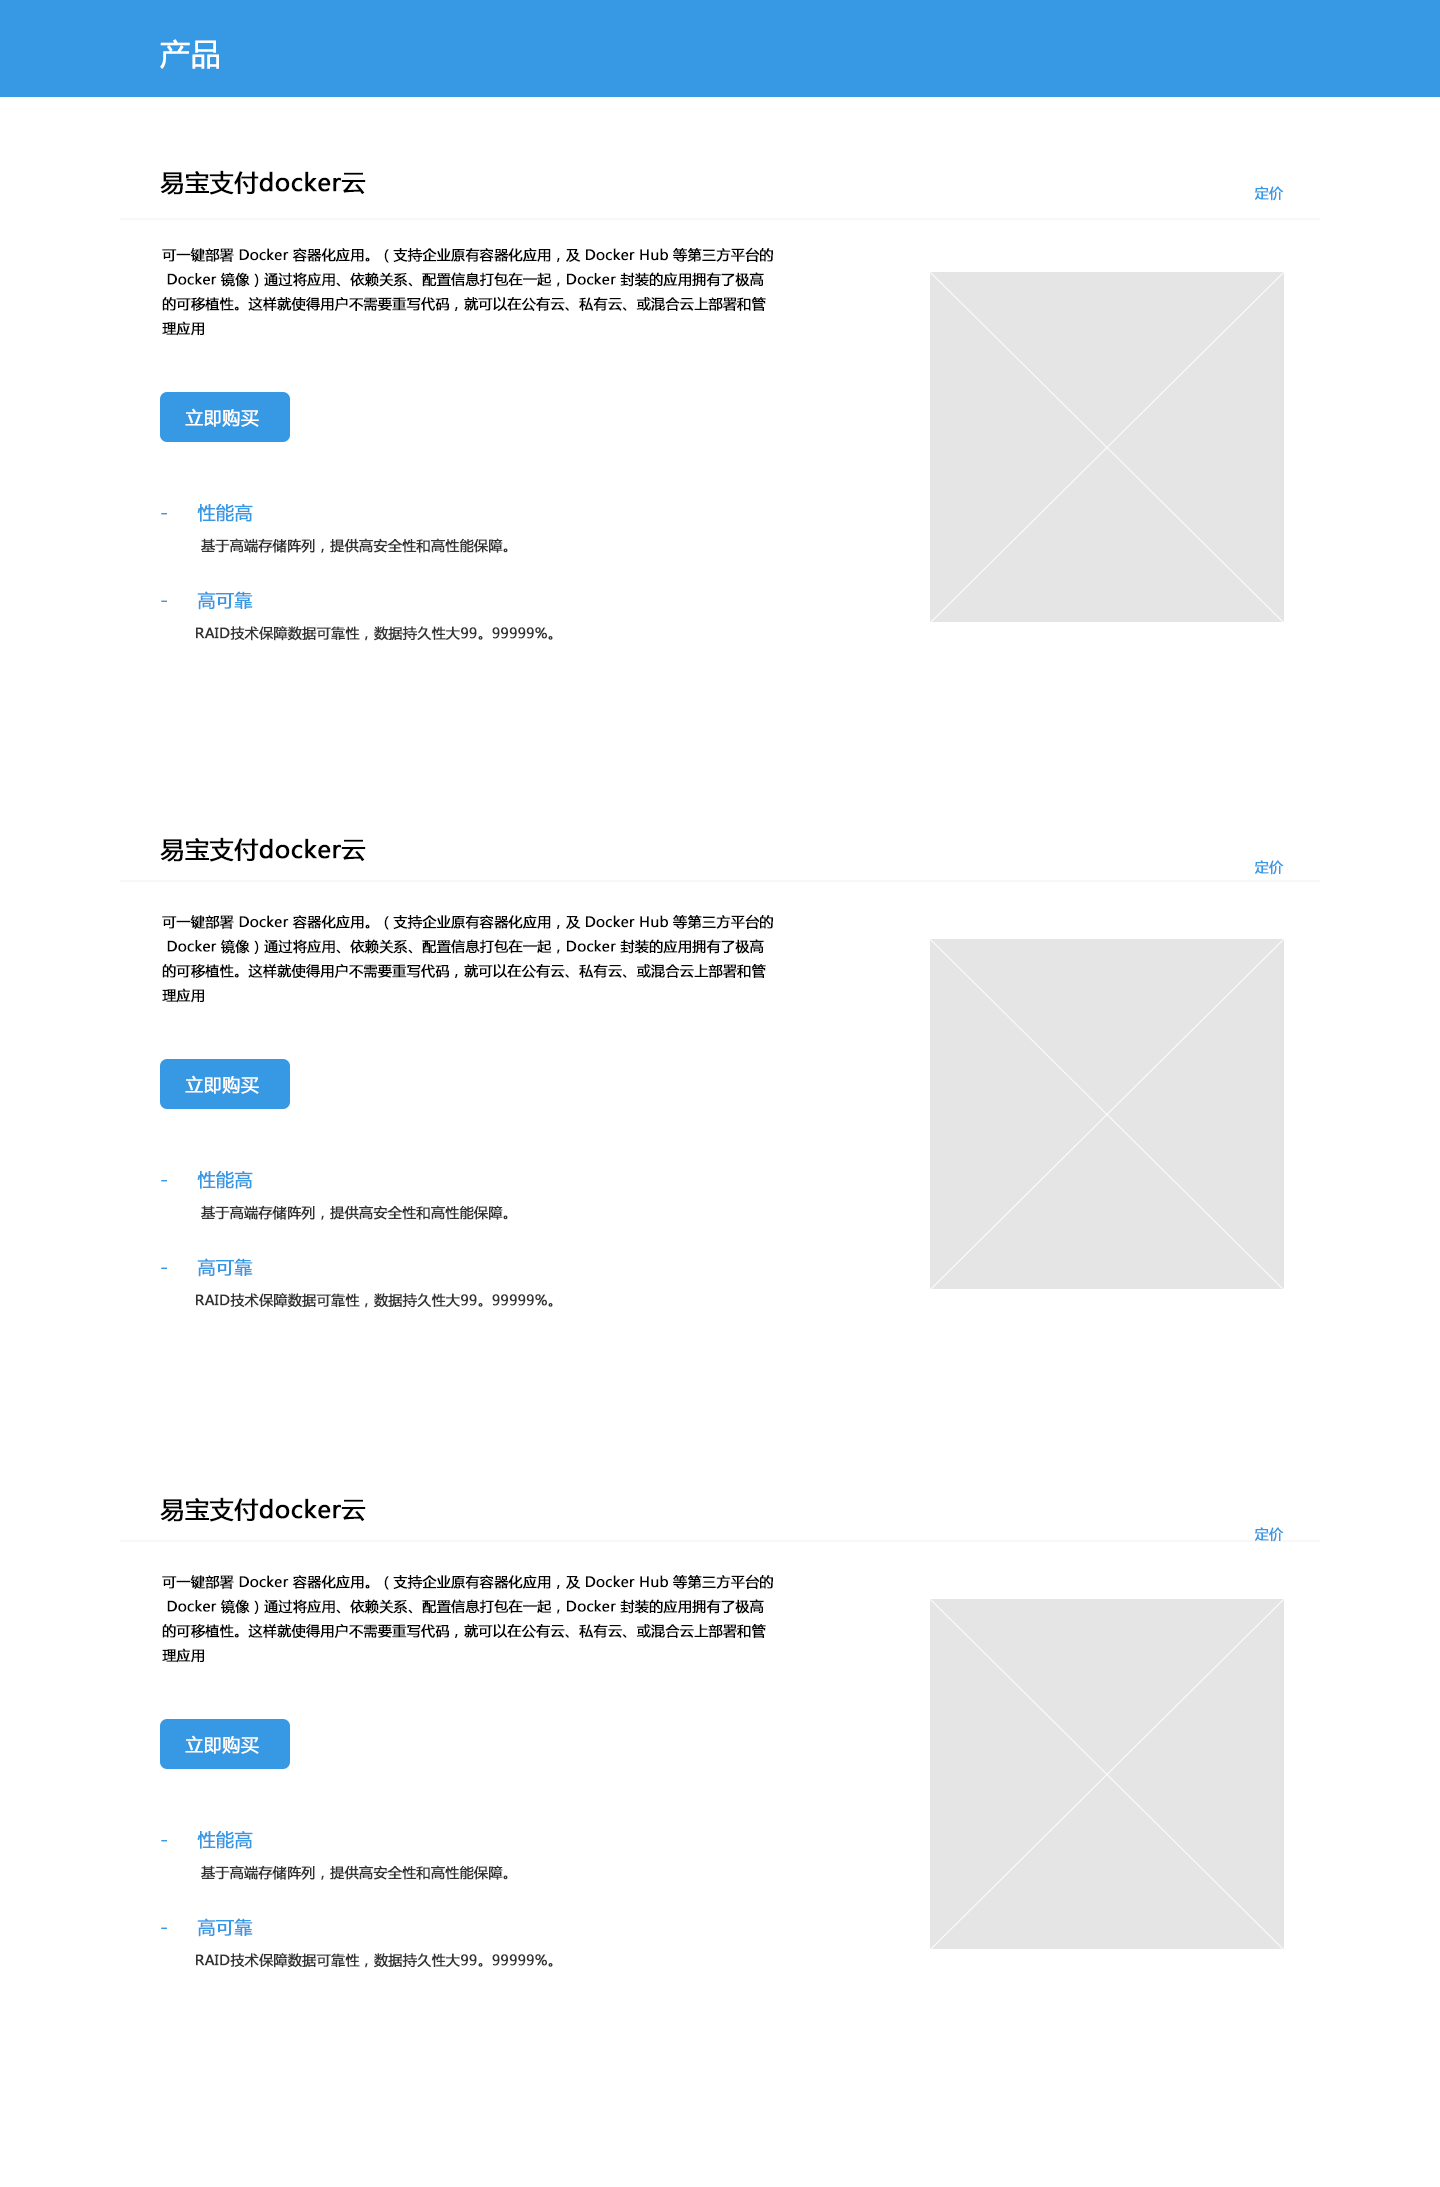 产品
易宝支付docker云
定价
可一键部署 Docker 容器化应用。（支持企业原有容器化应用，及 Docker Hub 等第三方平台的
Docker 镜像）通过将应用、依赖关系、配置信息打包在一起，Docker 封装的应用拥有了极高
的可移植性。这样就使得用户不需要重写代码，就可以在公有云、私有云、或混合云上部署和管
理应用
立即购买
- 性能高
基于高端存储阵列，提供高安全性和高性能保障。
- 高可靠
RAID技术保障数据可靠性，数据持久性大99。99999%。
易宝支付docker云
定价
可一键部署 Docker 容器化应用。（支持企业原有容器化应用，及 Docker Hub 等第三方平台的
Docker 镜像）通过将应用、依赖关系、配置信息打包在一起，Docker 封装的应用拥有了极高
的可移植性。这样就使得用户不需要重写代码，就可以在公有云、私有云、或混合云上部署和管
理应用
立即购买
- 性能高
基于高端存储阵列，提供高安全性和高性能保障。
- 高可靠
RAID技术保障数据可靠性，数据持久性大99。99999%。
易宝支付docker云
定价
可一键部署 Docker 容器化应用。（支持企业原有容器化应用，及 Docker Hub 等第三方平台的
Docker 镜像）通过将应用、依赖关系、配置信息打包在一起，Docker 封装的应用拥有了极高
的可移植性。这样就使得用户不需要重写代码，就可以在公有云、私有云、或混合云上部署和管
理应用
立即购买
- 性能高
基于高端存储阵列，提供高安全性和高性能保障。
- 高可靠
RAID技术保障数据可靠性，数据持久性大99。99999%。